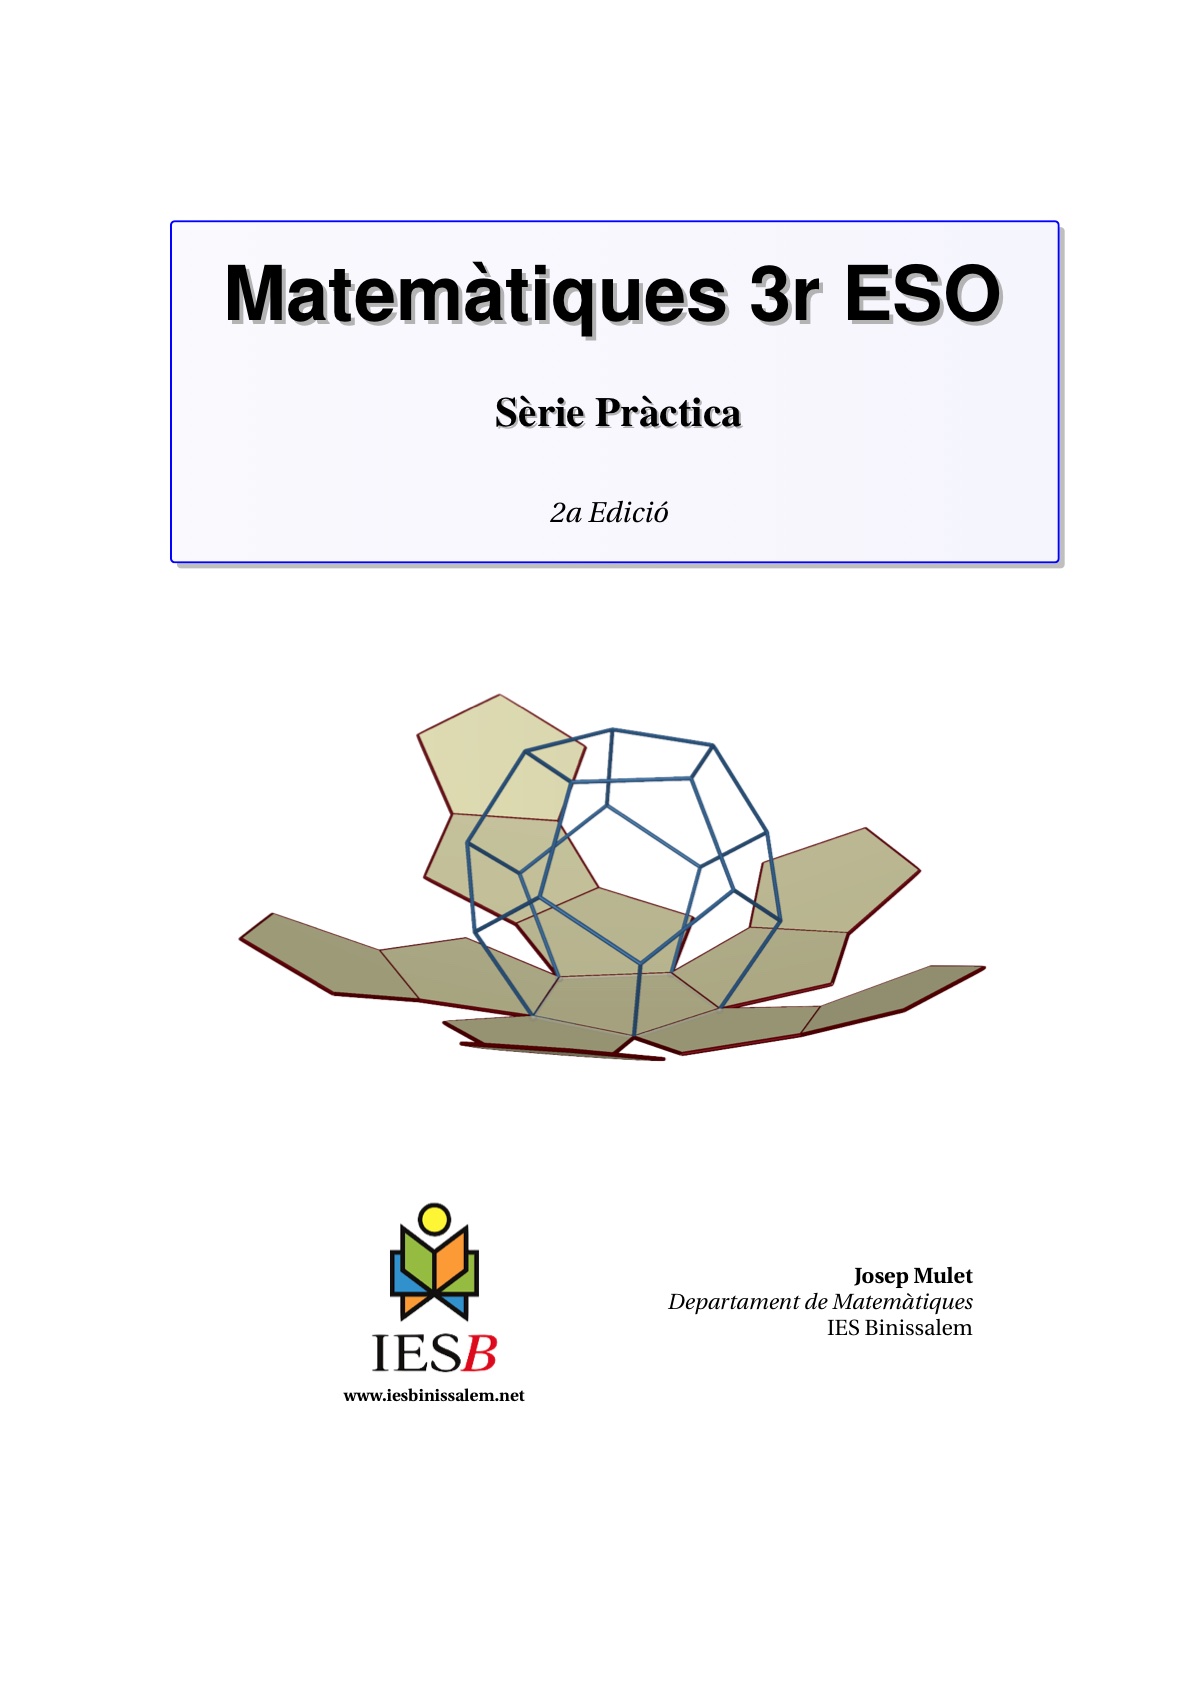 Matemàtiques 3r ESO
Sèrie Pràctica
2a Edició
IESB
www.iesbinissalem.net
Josep Mulet
Departament de Matemàtiques
IES Binissalem